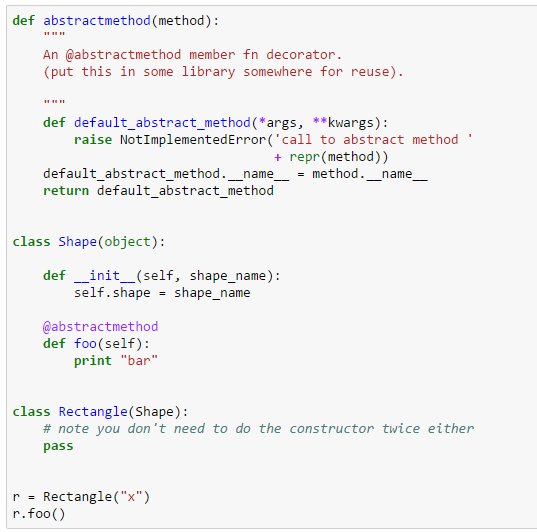 def abstractmethod(method):
    """
    An @abstractmethod member fn decorator.
    (put this in some library somewhere for reuse).

    """
    def default_abstract_method(*args, **kwargs):
        raise NotImplementedError('call to abstract method '
                                  + repr(method))
    default_abstract_method.__name__ = method.__name__
    return default_abstract_method


class Shape(object):

    def __init__(self, shape_name):
        self.shape = shape_name

    @abstractmethod
    def foo(self):
        print "bar"


class Rectangle(Shape):
    # note you don't need to do the constructor twice either
    pass


r = Rectangle("x")
r.foo()